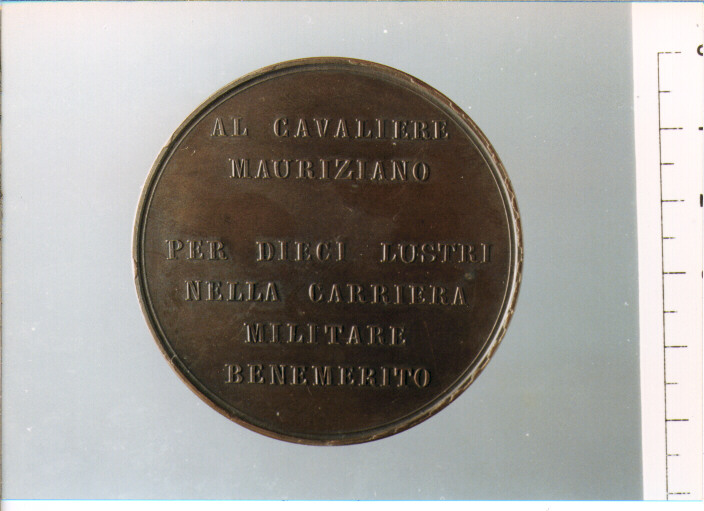 AL CAVALIERE
MAURIZIANO
PER DIECI LUSTRI
NELLA CARRIERA
MILITARE
BENEMERITO